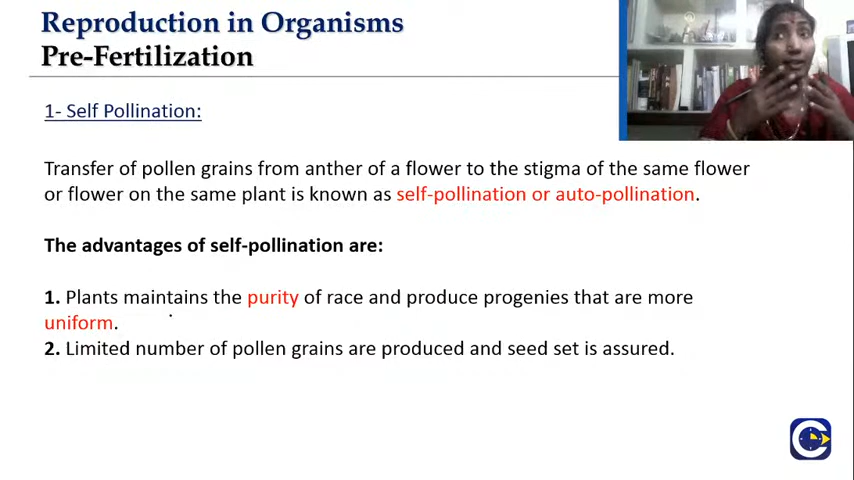 Reproduction in Organisms
Pre-Fertilization
1- Self Pollination:
Transfer of pollen grains from anther of a flower to the stigma of the same flower
or flower on the same plant is known as self-pollination or auto-pollination.
The advantages of self-pollination are:
1. Plants maintains the purity of race and produce progenies that are more
uniform.
2. Limited number of pollen grains are produced and seed set is assured.